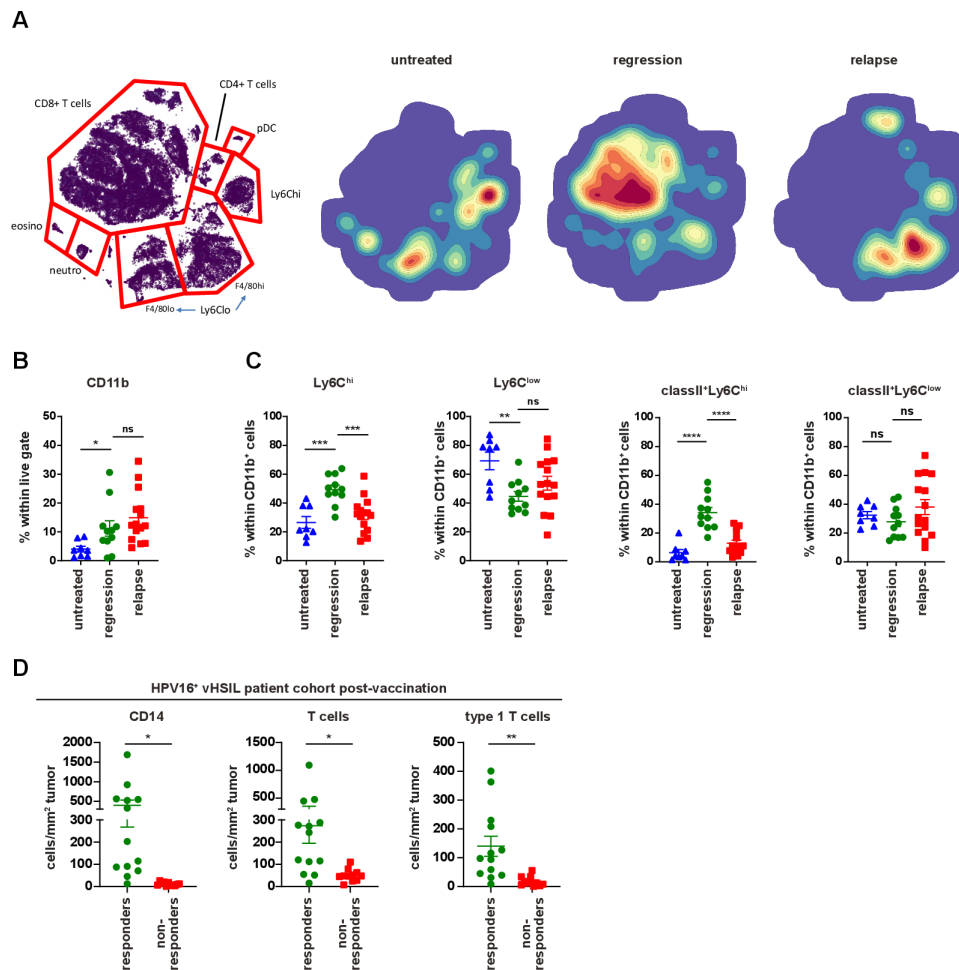 A
untreated
regression
relapse
CD8+ T cells
CD4+ T cells
pDC
Ly6Chi
eosino
neutro
F4/80hi
F4/80lo
Ly6Clo
B
CD11b
% within live gate
50
40
30
20
10
0
*
ns
untreated
regression
relapse
C
Ly6Cʰⁱ
% within CD11b⁺ cells
100
80
60
40
20
0
***
***
untreated
regression
relapse
Ly6Cˡᵒʷ
% within CD11b⁺ cells
100
80
60
40
20
0
**
ns
untreated
regression
relapse
classII⁺Ly6Cʰⁱ
% within CD11b⁺ cells
100
80
60
40
20
0
****
****
untreated
regression
relapse
classII⁺Ly6Cˡᵒʷ
% within CD11b⁺ cells
100
80
60
40
20
0
ns
ns
untreated
regression
relapse
D
HPV16⁺ vHSIL patient cohort post-vaccination
CD14
cells/mm² tumor
2000
1500
1000
500
300
200
100
0
*
responders
non-
responders
T cells
cells/mm² tumor
1500
1000
500
400
300
200
100
0
*
responders
non-
responders
type 1 T cells
cells/mm² tumor
500
400
300
200
100
0
**
responders
non-
responders